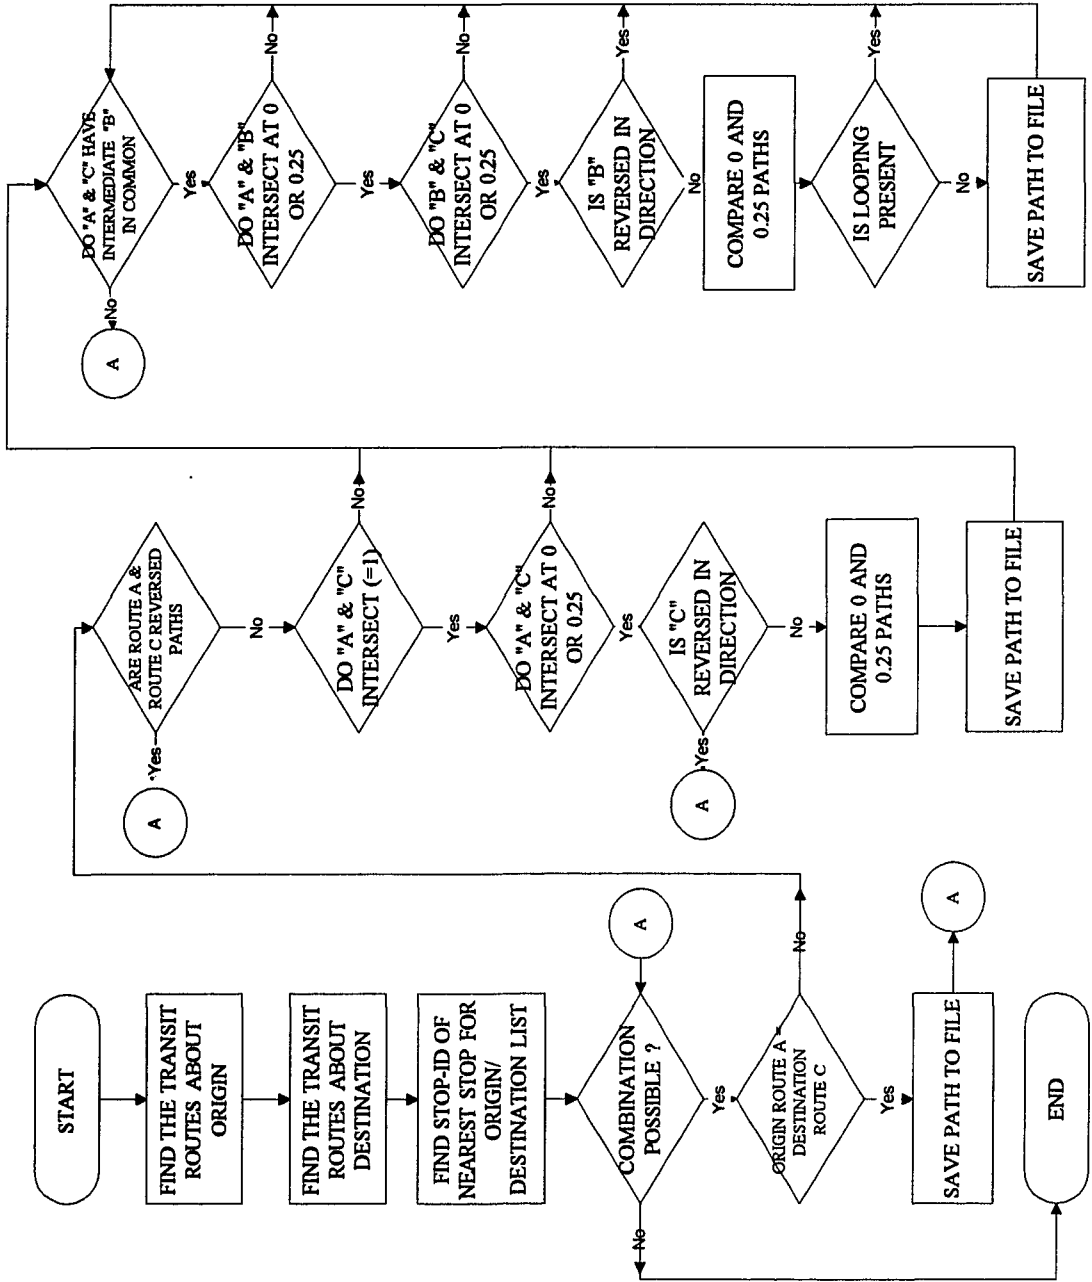 START
FIND THE TRANSIT
ROUTES ABOUT
ORIGIN
FIND THE TRANSIT
ROUTES ABOUT
DESTINATION
FIND STOP-ID OF
NEAREST STOP FOR
ORIGIN/
DESTINATION LIST
COMBINATION
POSSIBLE ?
A
No
Yes
ORIGIN ROUTE A =
DESTINATION
ROUTE C
No
Yes
SAVE PATH TO FILE
A
END
ARE ROUTE A &
ROUTE C REVERSED
PATHS
Yes
A
No
DO "A" & "C"
INTERSECT (=1)
No
Yes
DO "A" & "C"
INTERSECT AT 0
OR 0.25
No
Yes
IS "C"
REVERSED IN
DIRECTION
Yes
A
No
COMPARE 0 AND
0.25 PATHS
SAVE PATH TO FILE
DO "A" & "C" HAVE
INTERMEDIATE "B"
IN COMMON
No
A
Yes
DO "A" & "B"
INTERSECT AT 0
OR 0.25
No
Yes
DO "B" & "C"
INTERSECT AT 0
OR 0.25
No
Yes
IS "B"
REVERSED IN
DIRECTION
Yes
No
COMPARE 0 AND
0.25 PATHS
IS LOOPING
PRESENT
Yes
No
SAVE PATH TO FILE